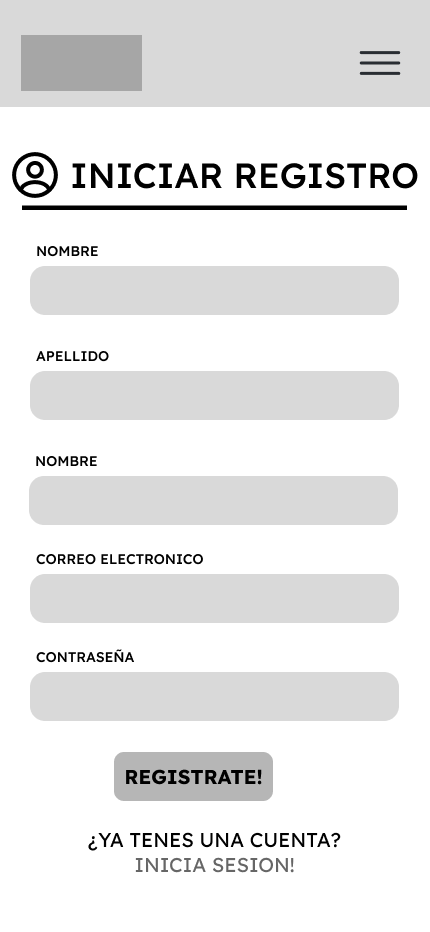 INICIAR REGISTRO
NOMBRE
APELLIDO
NOMBRE
CORREO ELECTRONICO
CONTRASEÑA
REGISTRATE!
¿YA TENES UNA CUENTA?
INICIA SESION!